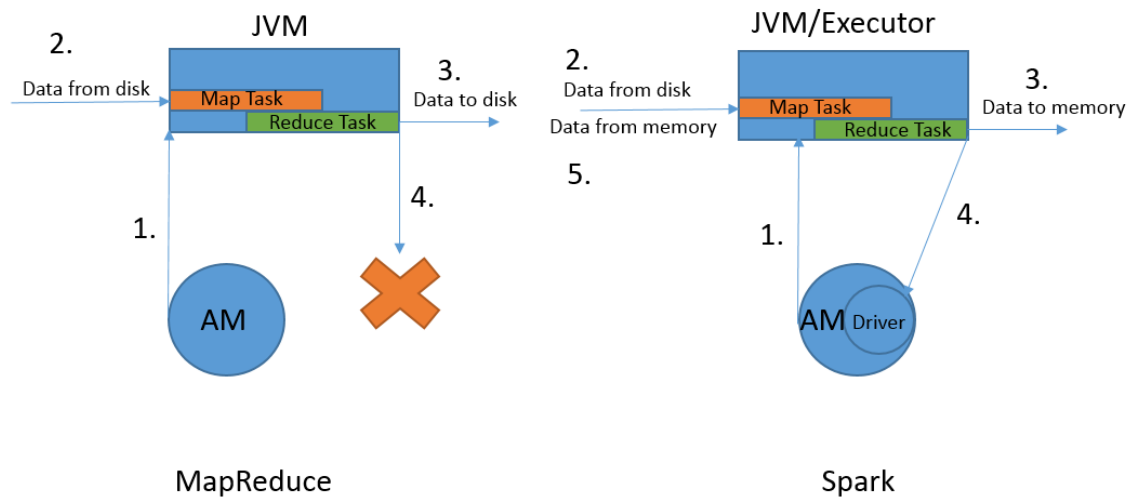 JVM
2.
Data from disk
3.
Data to disk
Map Task
Reduce Task
1.
4.
AM
MapReduce
JVM/Executor
2.
Data from disk
Data from memory
5.
3.
Data to memory
Map Task
Reduce Task
1.
4.
AM
Driver
Spark